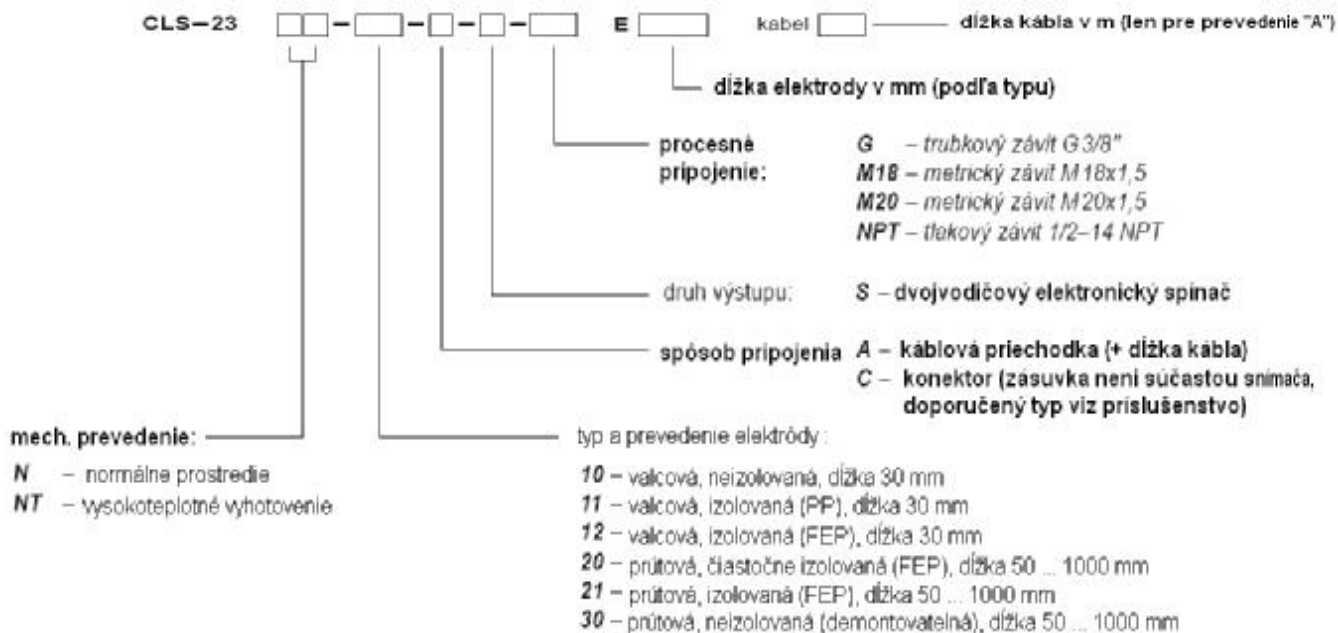 CLS–23 – – – – E kabel dĺžka kábla v m (len pre prevedenie "A")
dĺžka elektrody v mm (podľa typu)
procesné pripojenie:
G – trubkový závit G 3/8"
M18 – metrický závit M 18x1,5
M20 – metrický závit M 20x1,5
NPT – tlakový závit 1/2–14 NPT
druh výstupu: S – dvojvodičový elektronický spínač
spôsob pripojenia A – káblová priechodka (+ dĺžka kábla)
C – konektor (zásuvka není súčastou snímača,
doporučený typ viz príslušenstvo)
mech. prevedenie:
N – normálne prostredie
NT – vysokoteplotné vyhotovenie
typ a prevedenie elektródy :
10 – valcová, neizolovaná, dĺžka 30 mm
11 – valcová, izolovaná (PP), dĺžka 30 mm
12 – valcová, izolovaná (FEP), dĺžka 30 mm
20 – prútová, čiastočne izolovaná (FEP), dĺžka 50 ... 1000 mm
21 – prútová, izolovaná (FEP), dĺžka 50 ... 1000 mm
30 – prútová, neizolovaná (demontovatelná), dĺžka 50 ... 1000 mm